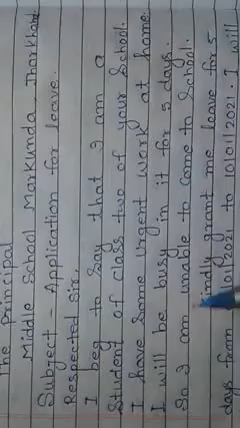 The Principal
Middle School Markunda, Jharkhand
Subject - Application for leave.
Respected Sir,
I beg to say that I am a
Student of class two of your School.
I have some Urgent work at home.
I will be busy in it for 5 days.
So I am unable to come to School.
grant me leave for 5
days from 2021 to 10/01/2021. I will